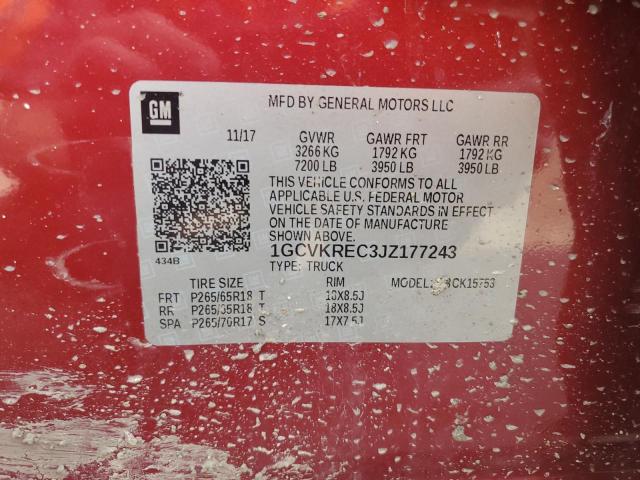 GM
MFD BY GENERAL MOTORS LLC
11/17 GVWR GAWR FRT GAWR RR
3266 KG 1792 KG 1792 KG
7200 LB 3950 LB 3950 LB
THIS VEHICLE CONFORMS TO ALL
APPLICABLE U.S. FEDERAL MOTOR
VEHICLE SAFETY STANDARDS IN EFFECT
ON THE DATE OF MANUFACTURE
SHOWN ABOVE.
434B
1GCVKREC3JZ177243
TYPE: TRUCK
TIRE SIZE RIM MODEL:
FRT P265/65R18 T 18X8.5J
RR P265/65R18 T 18X8.5J
SPA P265/70R17 S 17X7.5J